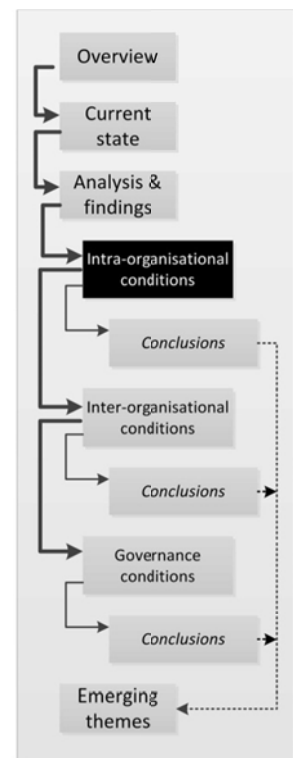 Overview
Current
state
Analysis &
findings
Intra-organisational
conditions
Conclusions
Inter-organisational
conditions
Conclusions
Governance
conditions
Conclusions
Emerging
themes